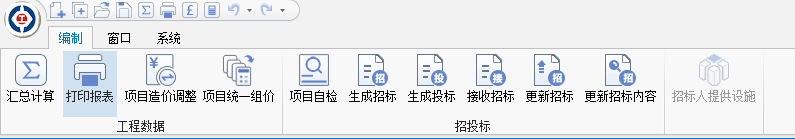 编制 窗口 系统
汇总计算 打印报表 项目造价调整 项目统一组价 项目自检 生成招标 生成投标 接收招标 更新招标 更新招标内容 招标人提供设施
工程数据 招投标